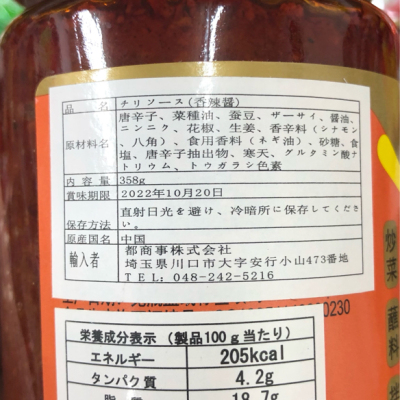 品名 チリソース(香辣醬)
原材料名 唐辛子、菜種油、蚕豆、ザーサイ、醤油、
ニンニク、花椒、生姜、香辛料(シナモン
、八角)、食用香料(ネギ油)、砂糖、食
塩、唐辛子抽出物、寒天、グルタミン酸ナ
トリウム、トウガラシ色素
内容量 358g
賞味期限 2022年10月20日
保存方法 直射日光を避け、冷暗所に保存してください。
原産国名 中国
輸入者 都商事株式会社
埼玉県川口市大字安行小山473番地
TEL:048-242-5216
0230
栄養成分表示 (製品100g当たり)
エネルギー 205kcal
タンパク質 4.2g
脂質 18.7g
炒菜 蘸料